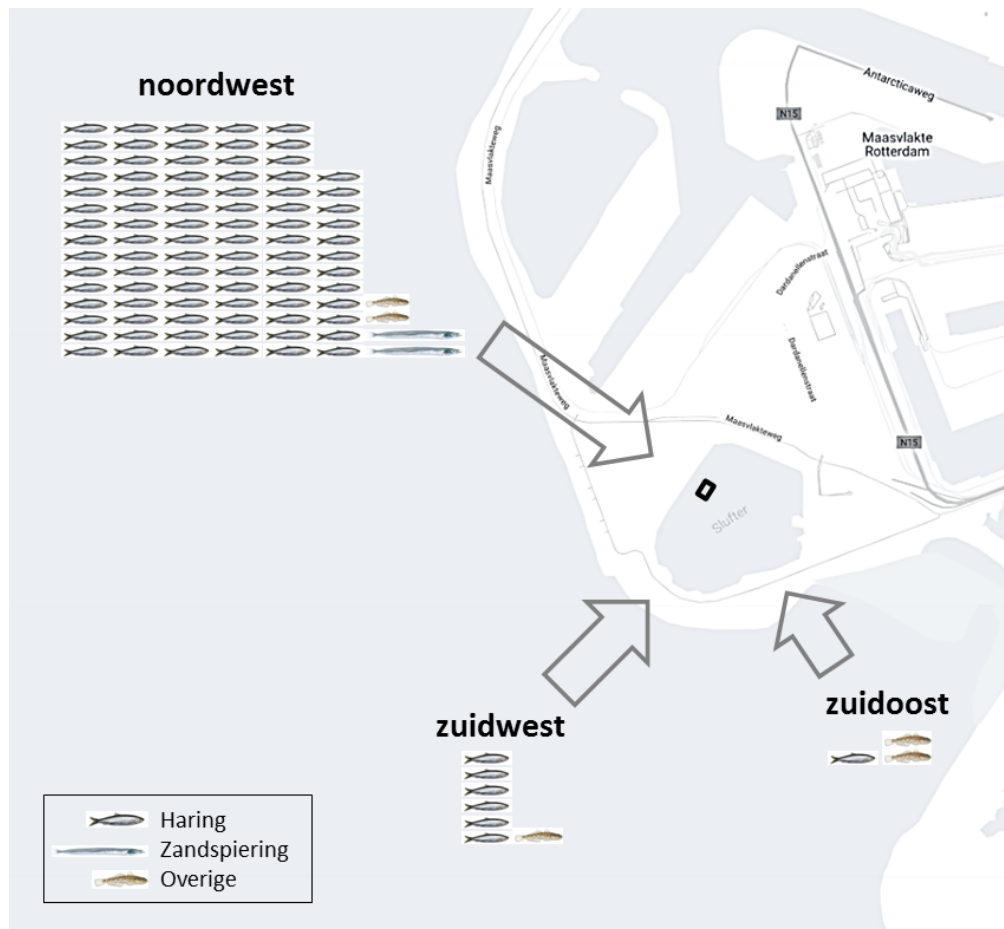 noordwest
Antarcticaweg
N15
Maasvlakte
Rotterdam
Maasvlakteweg
Dardanellenstraat
Dardanellenstraat
Maasvlakteweg
Maasvlakteweg
N15
Slufter
zuidwest
zuidoost
Haring
Zandspiering
Overige